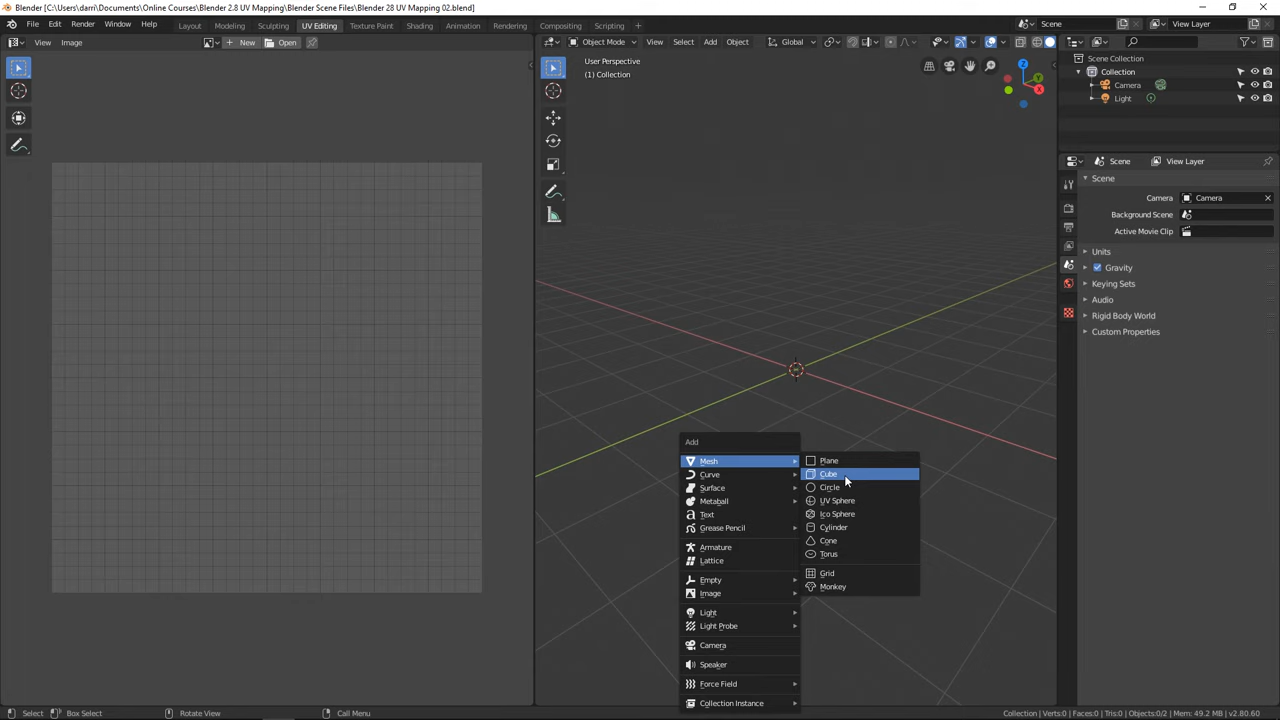 Blender [C:\Users\darri\Documents\Online Courses\Blender 2.8 UV Mapping\Blender Scene Files\Blender 28 UV Mapping 02.blend]
File Edit Render Window Help Layout Modeling Sculpting UV Editing Texture Paint Shading Animation Rendering Compositing Scripting Scene View Layer
View Image New Open Object Mode View Select Add Object Global
User Perspective
(1) Collection
Scene Collection
Collection
Camera
Light
Z
Y
X
Scene View Layer
Scene
Camera Camera
Background Scene
Active Movie Clip
Units
Gravity
Keying Sets
Audio
Rigid Body World
Custom Properties
Add
Mesh
Curve
Surface
Metaball
Text
Grease Pencil
Armature
Lattice
Empty
Image
Light
Light Probe
Camera
Speaker
Force Field
Collection Instance
Plane
Cube
Circle
UV Sphere
Ico Sphere
Cylinder
Cone
Torus
Grid
Monkey
Select Box Select Rotate View Call Menu Collection | Verts:0 | Faces:0 | Tris:0 | Objects:0/2 | Mem: 49.2 MB | v2.80.60